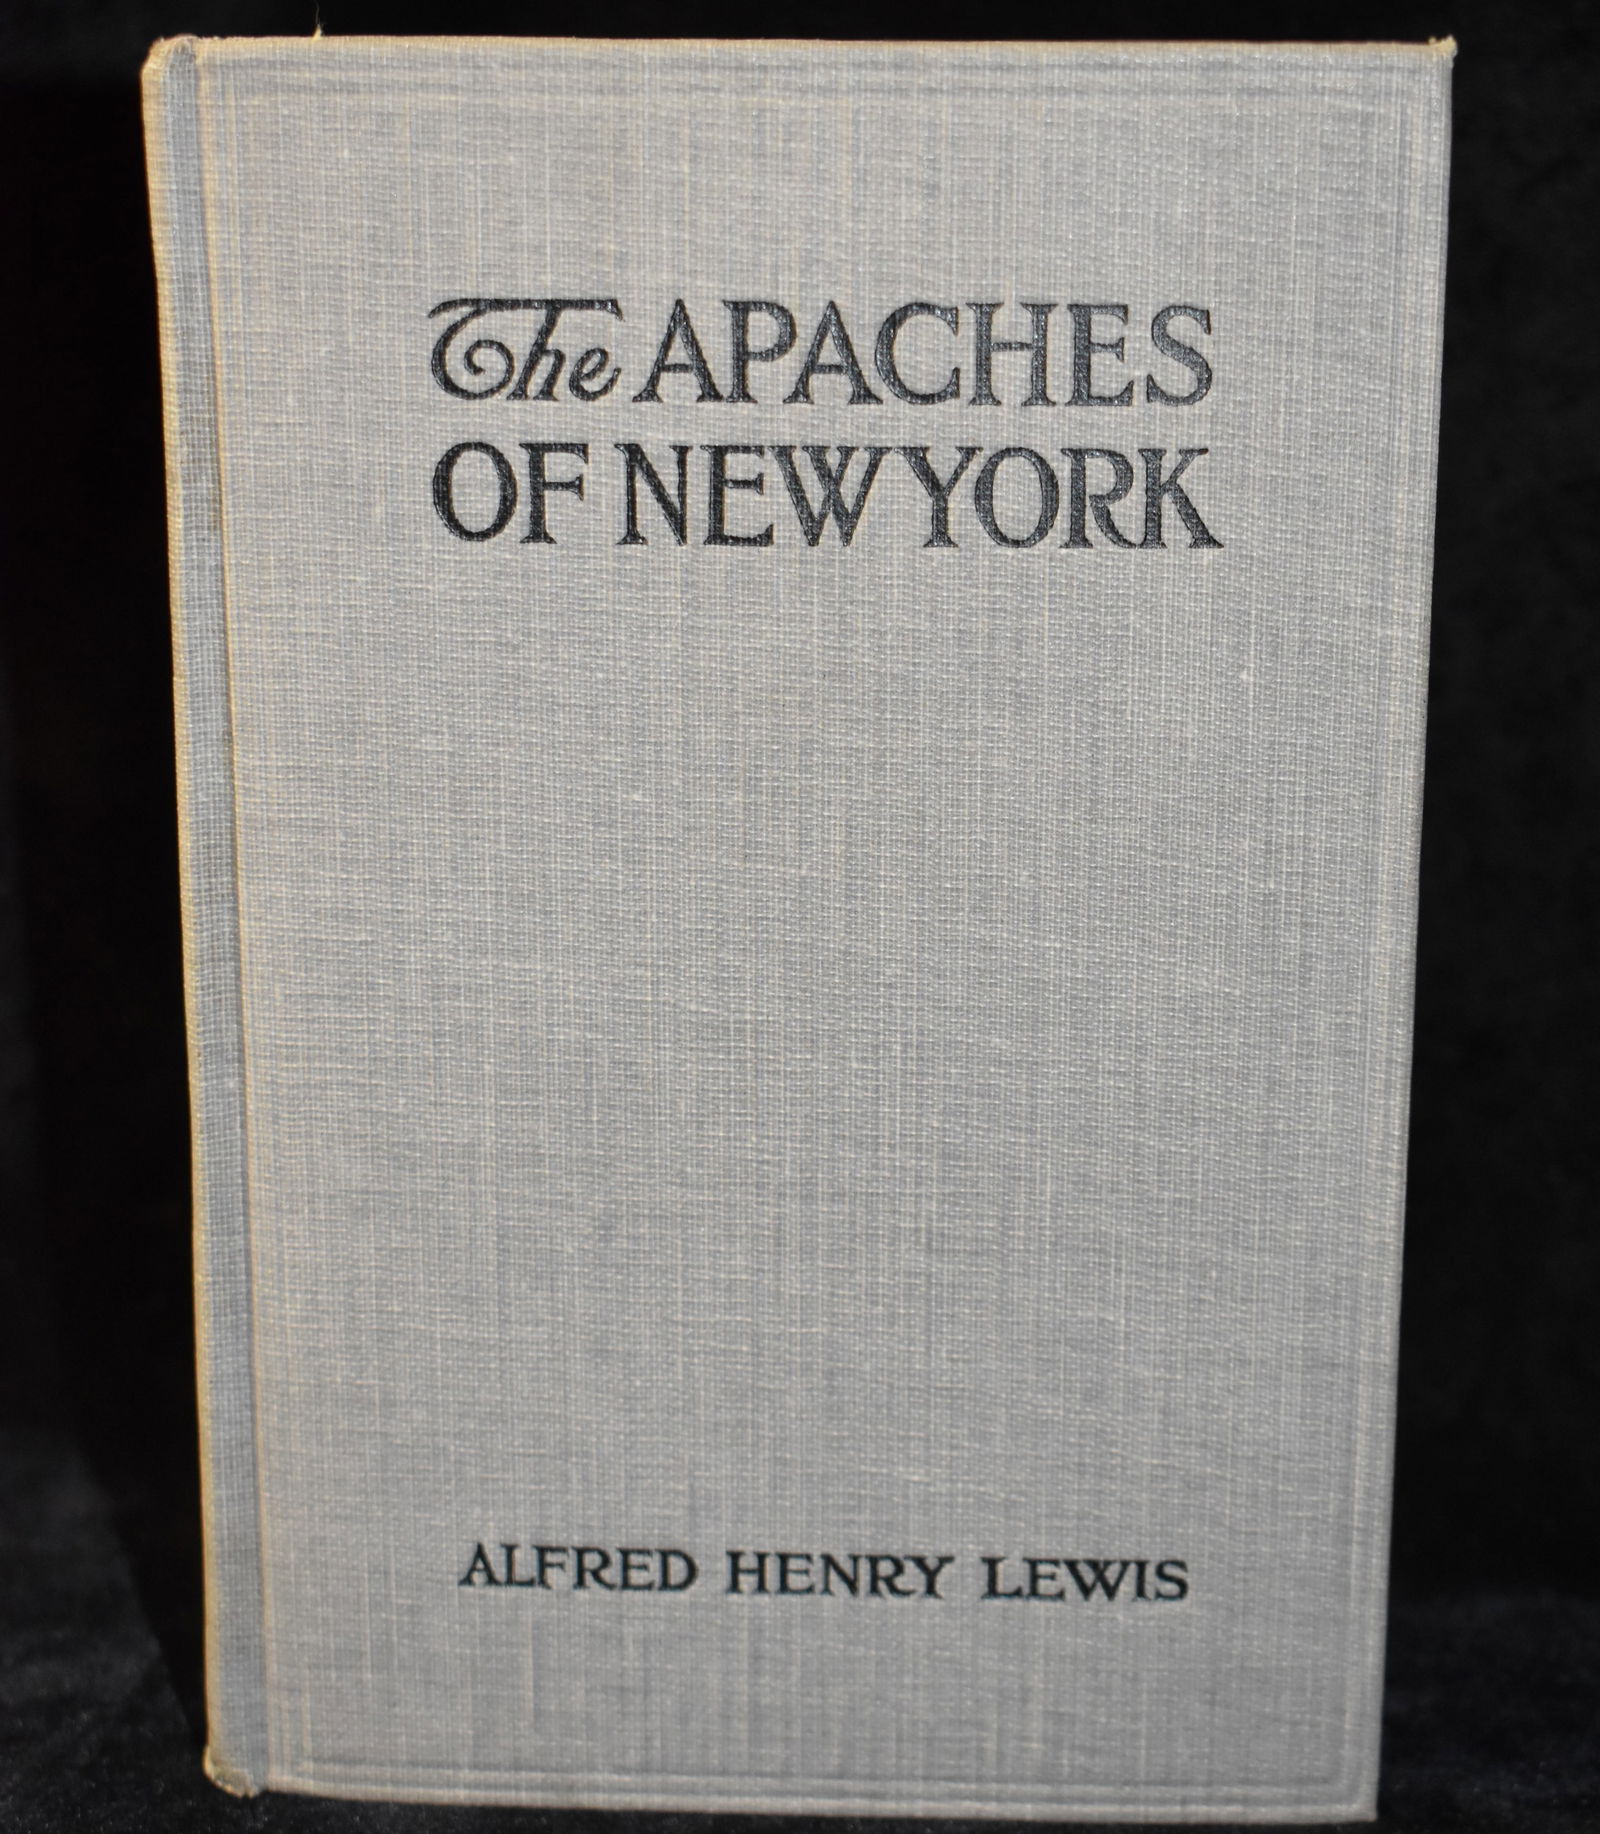 The APACHES
OF NEW YORK
ALFRED HENRY LEWIS